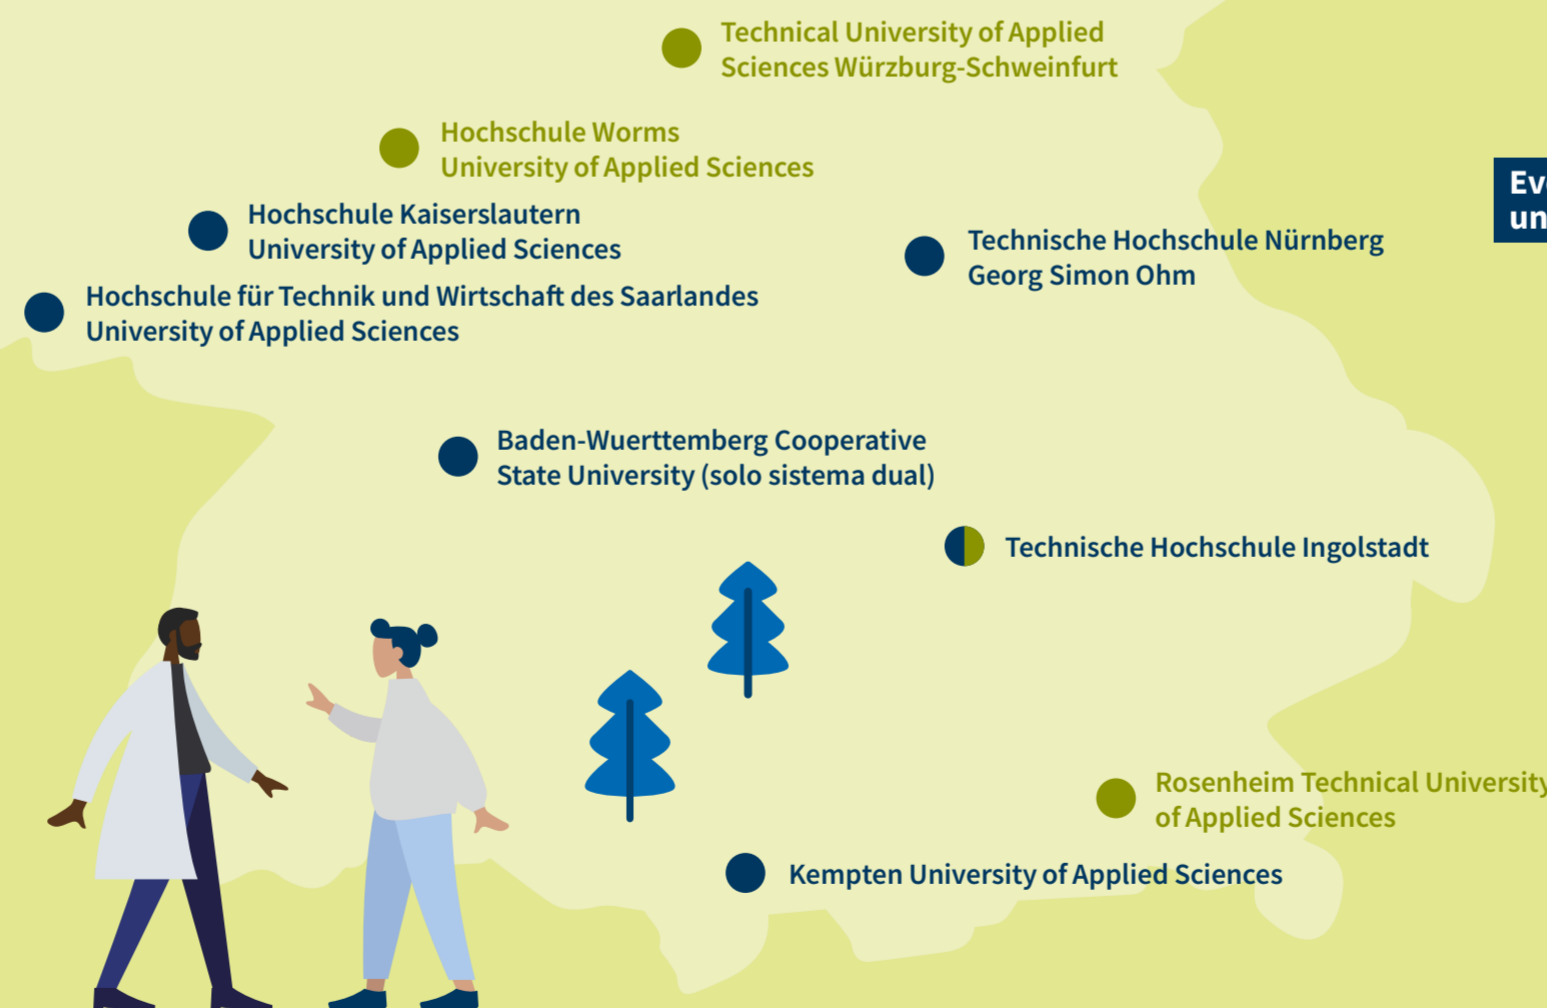 Technical University of Applied
Sciences Würzburg-Schweinfurt
Hochschule Worms
University of Applied Sciences
Hochschule Kaiserslautern
University of Applied Sciences
Technische Hochschule Nürnberg
Georg Simon Ohm
Hochschule für Technik und Wirtschaft des Saarlandes
University of Applied Sciences
Baden-Wuerttemberg Cooperative
State University (solo sistema dual)
Technische Hochschule Ingolstadt
Rosenheim Technical University
of Applied Sciences
Kempten University of Applied Sciences